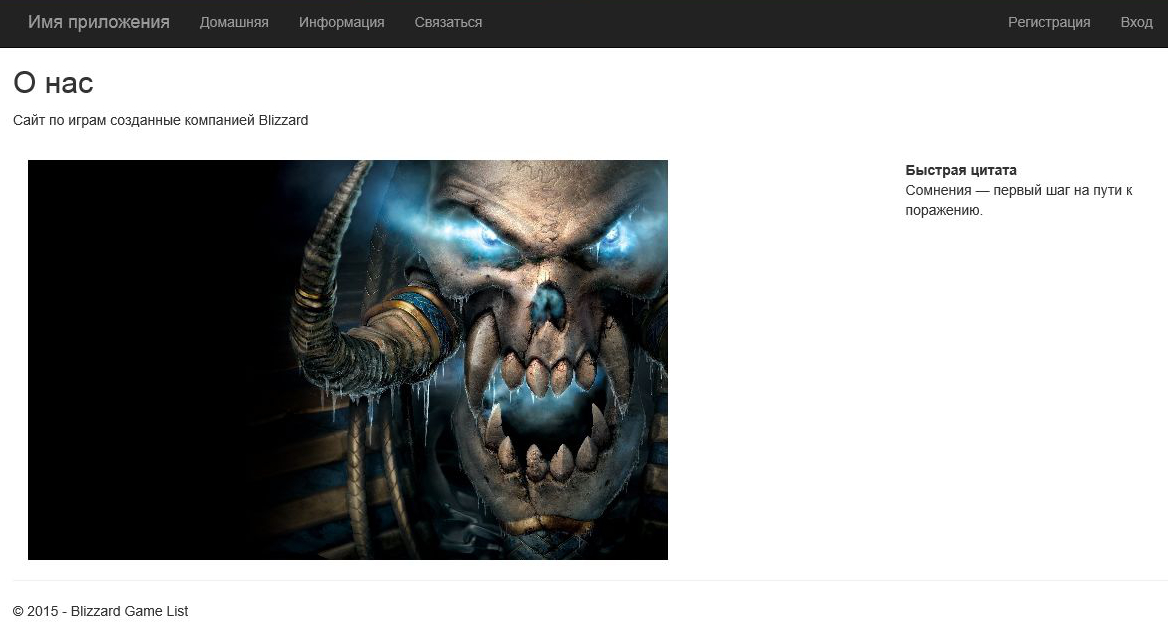 Имя приложения Домашняя Информация Связаться Регистрация Вход
О нас
Сайт по играм созданные компанией Blizzard
Быстрая цитата
Сомнения — первый шаг на пути к
поражению.
© 2015 - Blizzard Game List